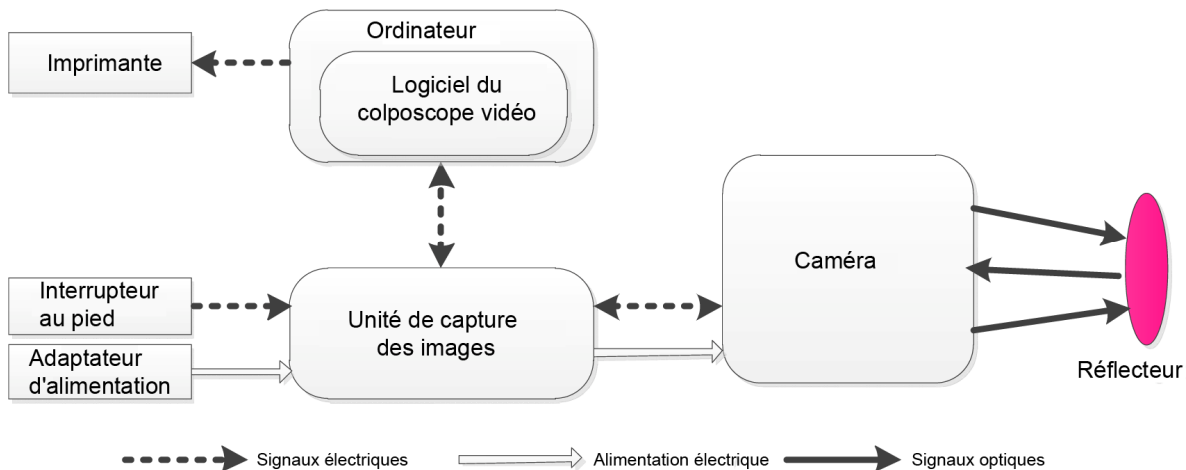 Ordinateur
Imprimante
Logiciel du
colposcope vidéo
Caméra
Interrupteur
au pied
Unité de capture
des images
Adaptateur
d'alimentation
Réflecteur
Signaux électriques
Alimentation électrique
Signaux optiques